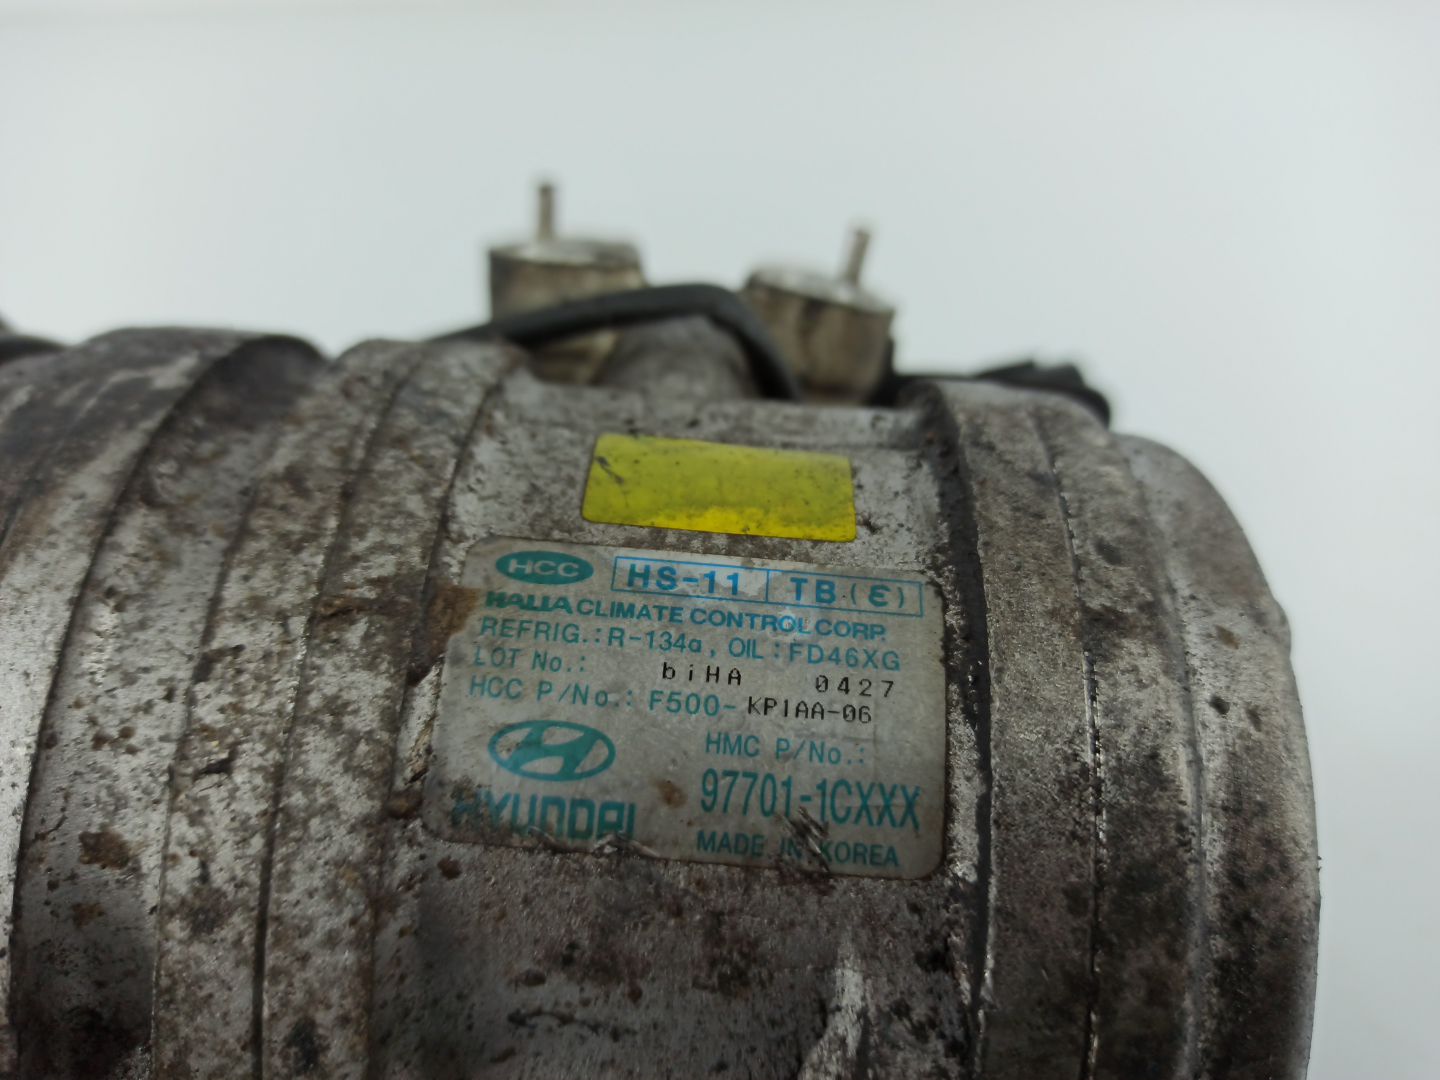 HCC HS-11 TB (ε)
HALLA CLIMATE CONTROL CORP.
REFRIG.: R-134a, OIL: FD46XG
LOT No.: biHA 0427
HCC P/No.: F500-KPIAA-06
HMC P/No.:
HYUNDAI 97701-1CXXX
MADE IN KOREA